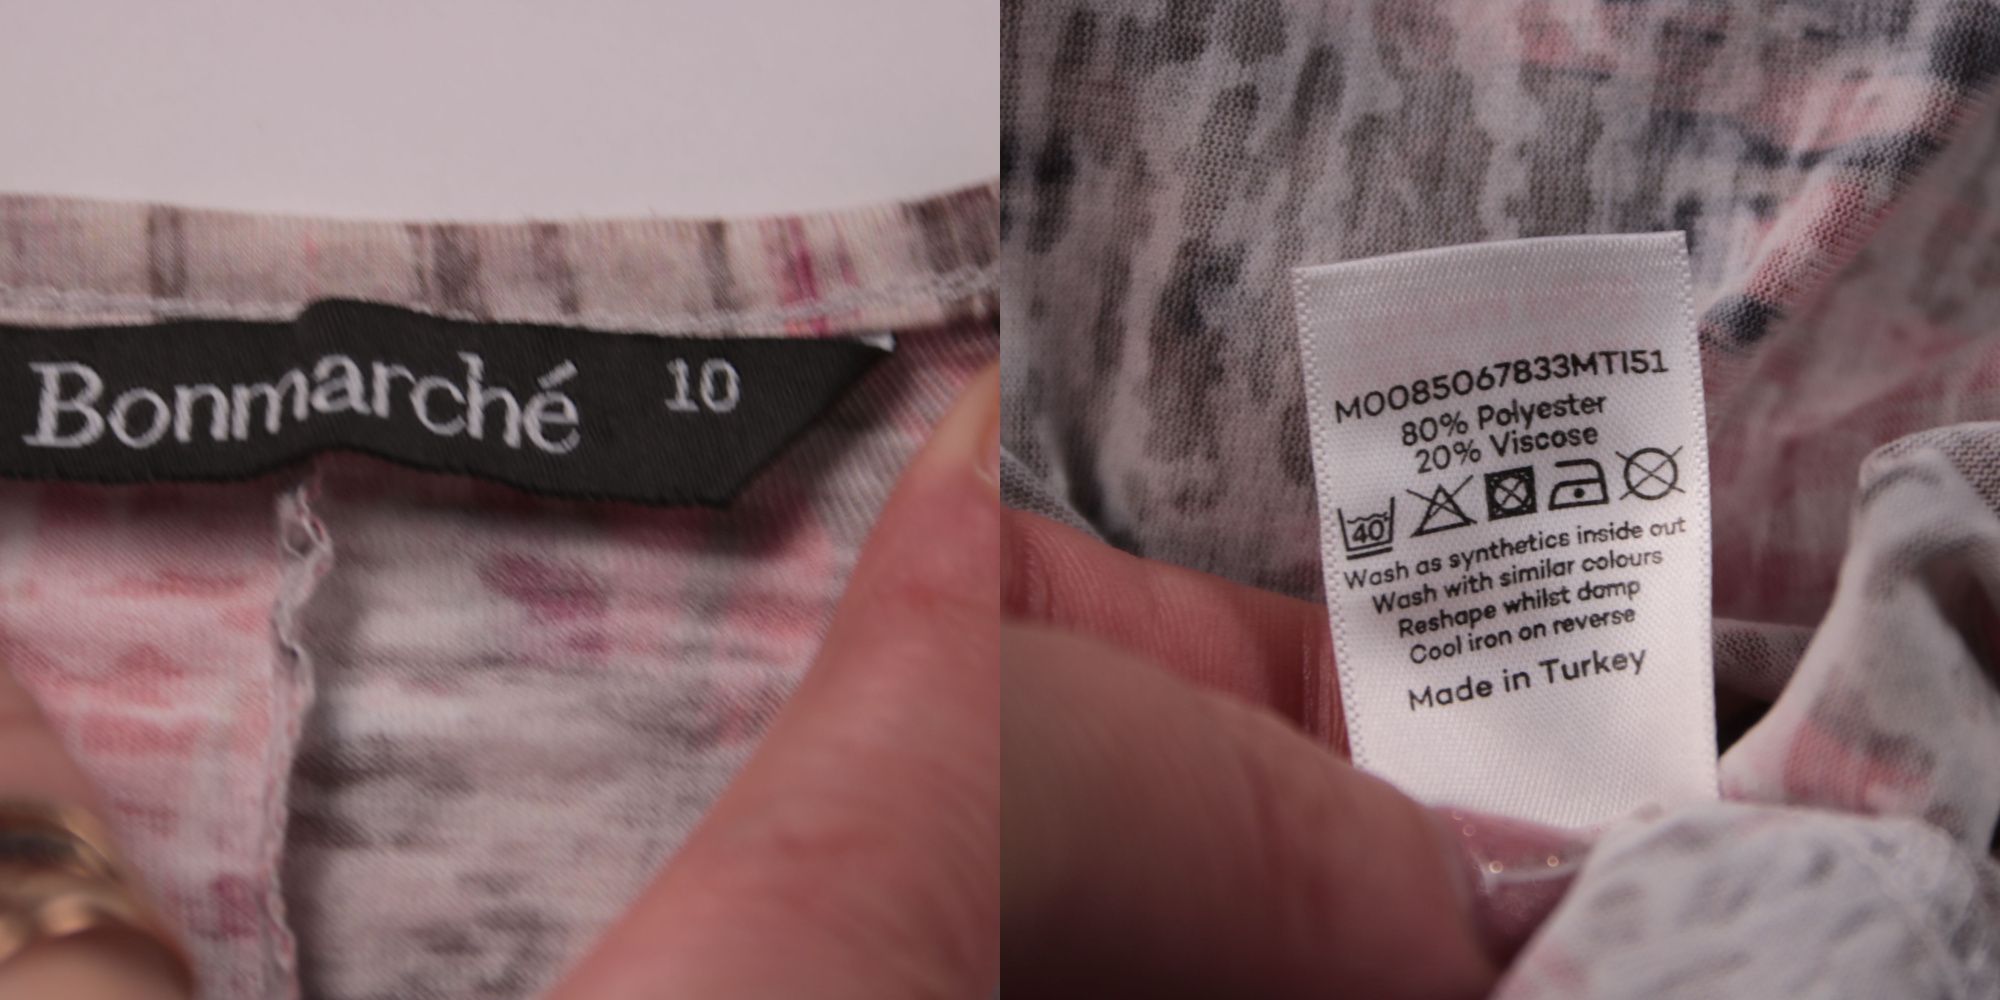 Bonmarché 10
M0085067833MTI51
80% Polyester
20% Viscose
40
Wash as synthetics inside out
Wash with similar colours
Reshape whilst damp
Cool iron on reverse
Made in Turkey